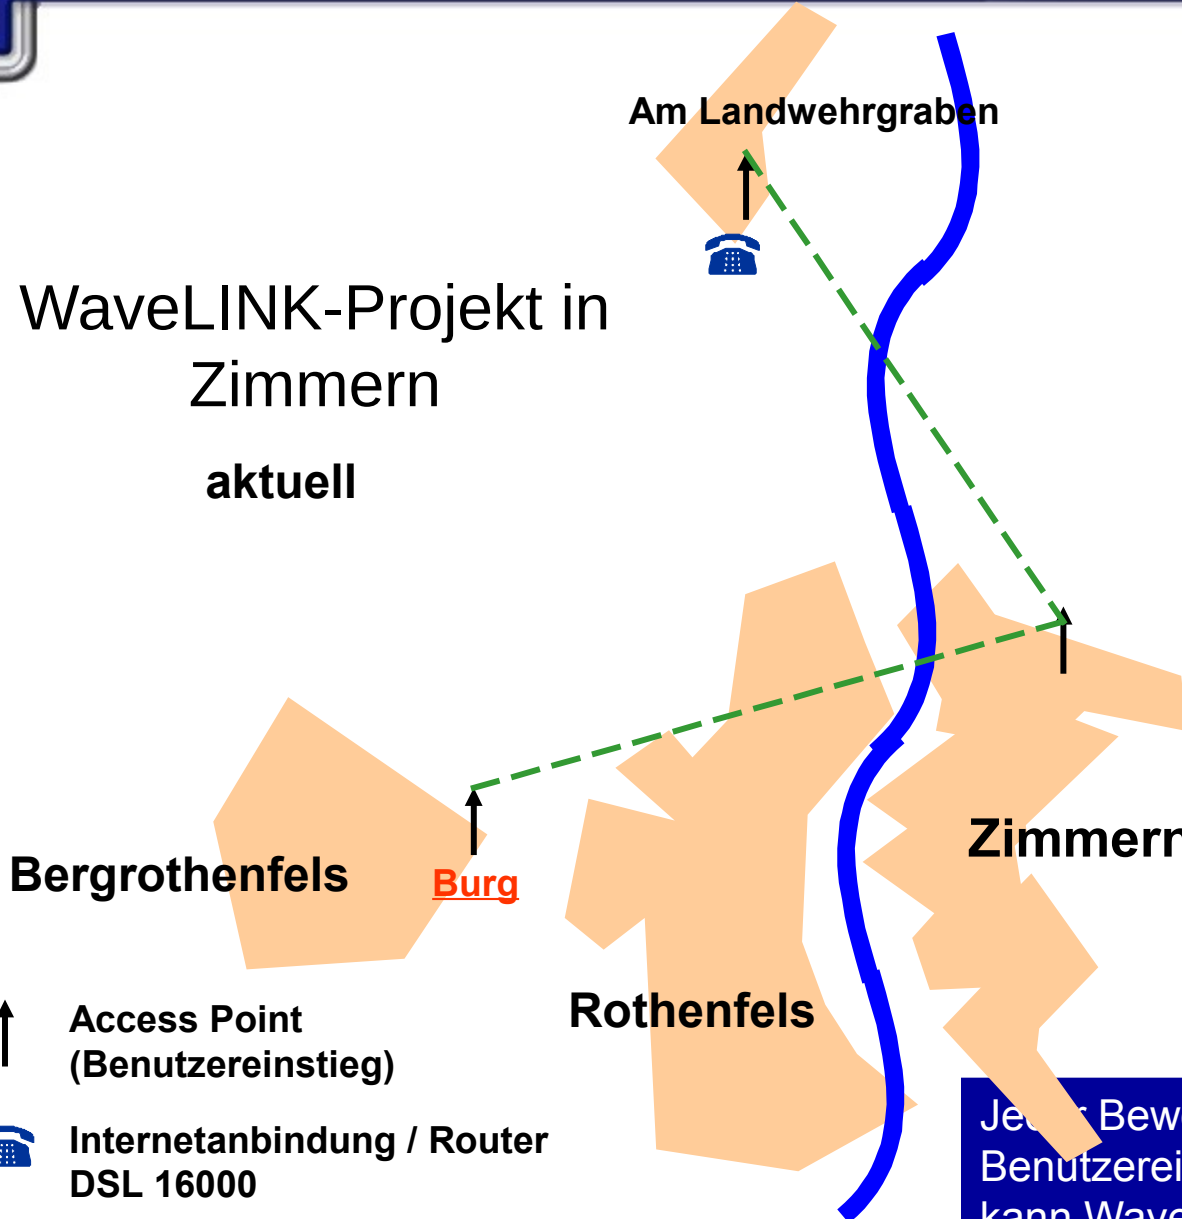 Am Landwehrgraben
WaveLINK-Projekt in
Zimmern
aktuell
Zimmern
Bergrothenfels
Burg
Rothenfels
Access Point
(Benutzereinstieg)
Internetanbindung / Router
DSL 16000